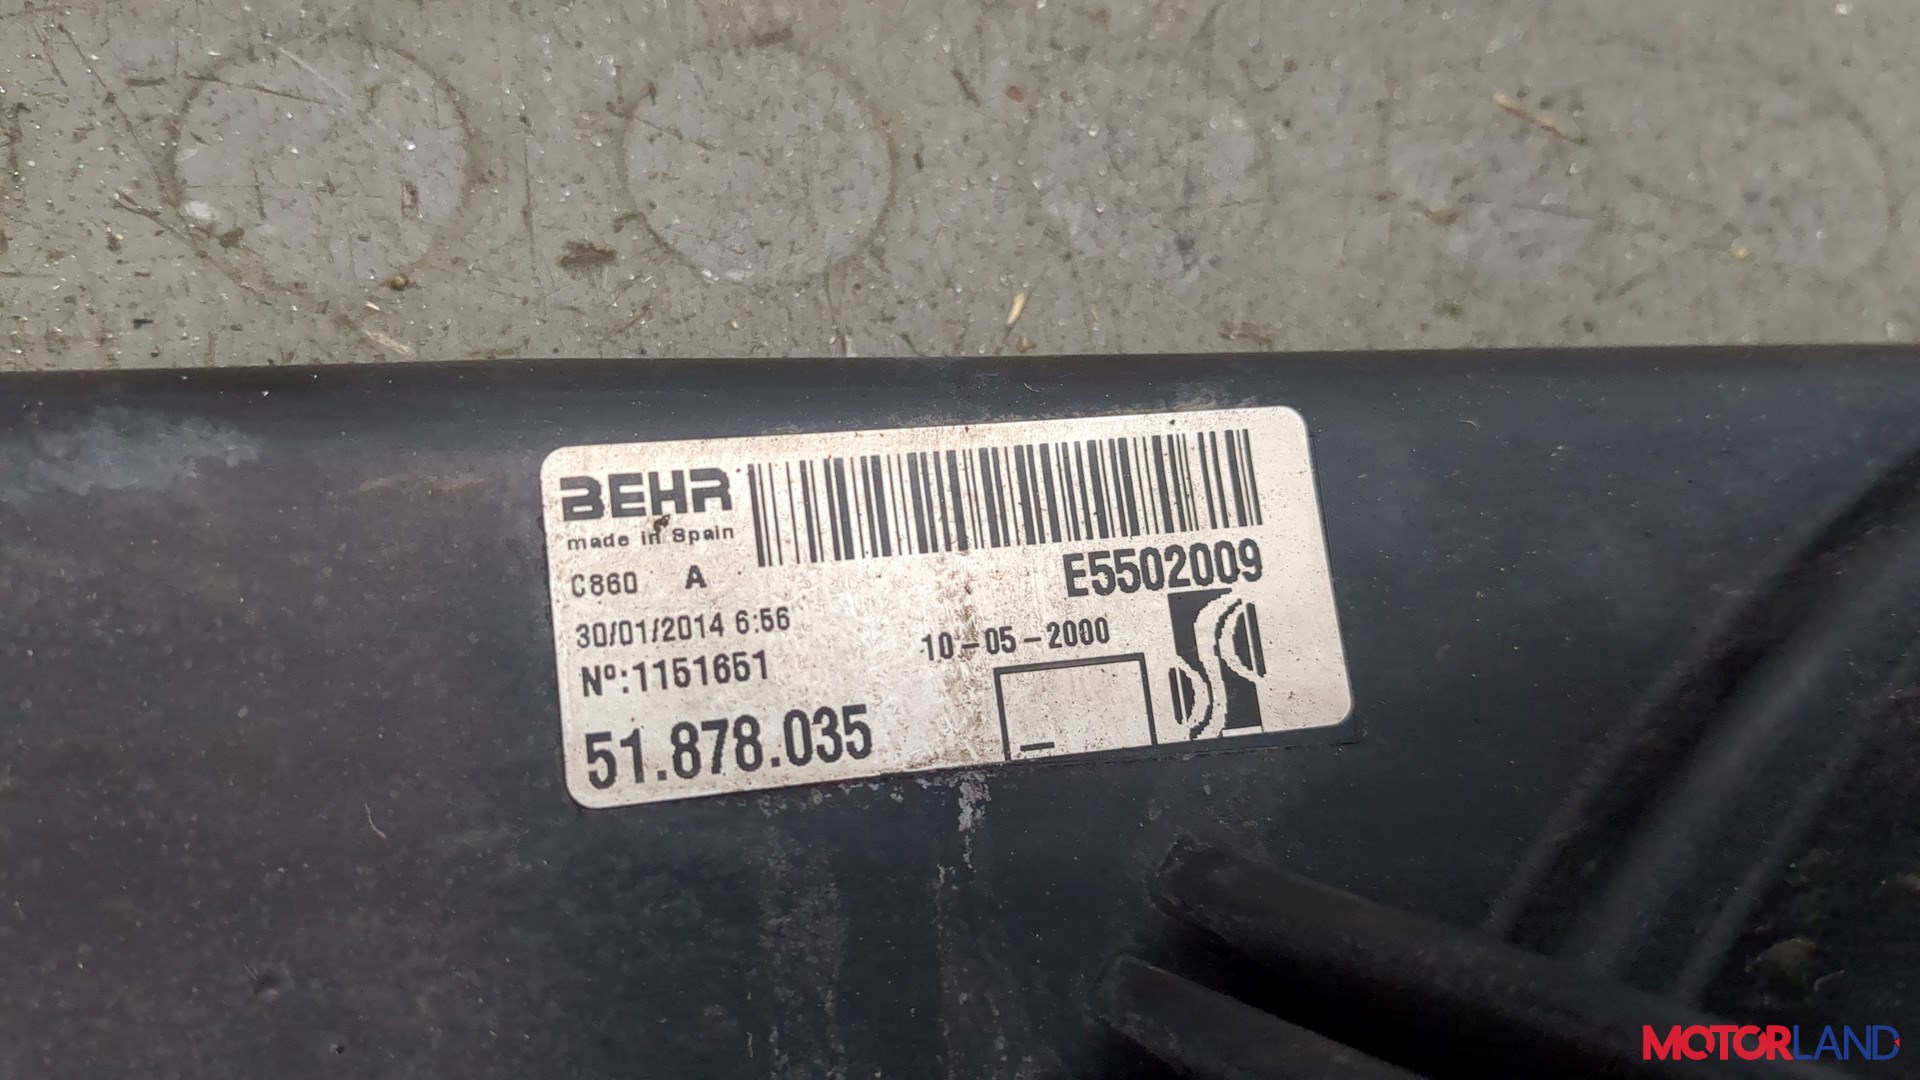 BEHR
made in Spain
E5502009
C860 A
30/01/2014 6:56
10-05-2000
Nº:1151651
51.878.035
MOTORLAND